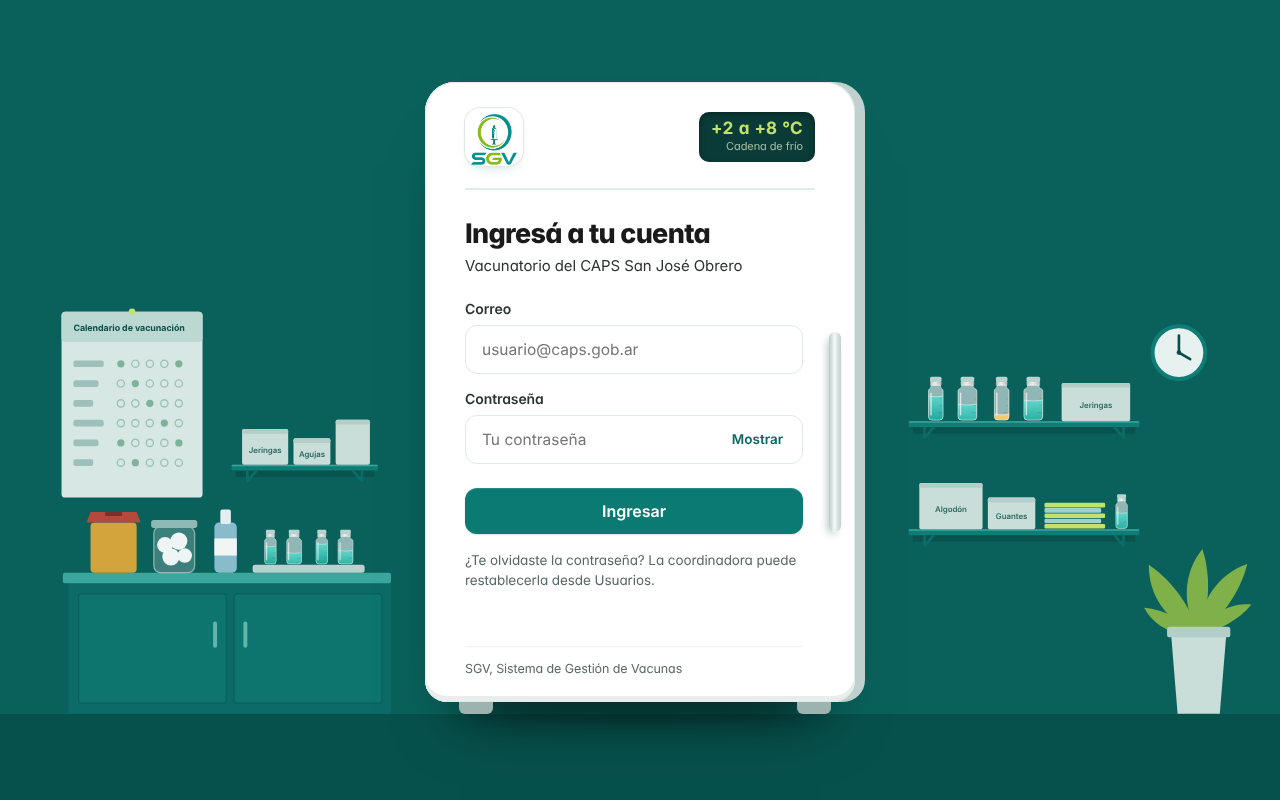 SGV
+2 a +8 °C
Cadena de frío
Ingresá a tu cuenta
Vacunatorio del CAPS San José Obrero
Correo
usuario@caps.gob.ar
Contraseña
Tu contraseña
Mostrar
Ingresar
¿Te olvidaste la contraseña? La coordinadora puede
restablecerla desde Usuarios.
SGV, Sistema de Gestión de Vacunas
Calendario de vacunación
Jeringas
Agujas
Jeringas
Algodón
Guantes